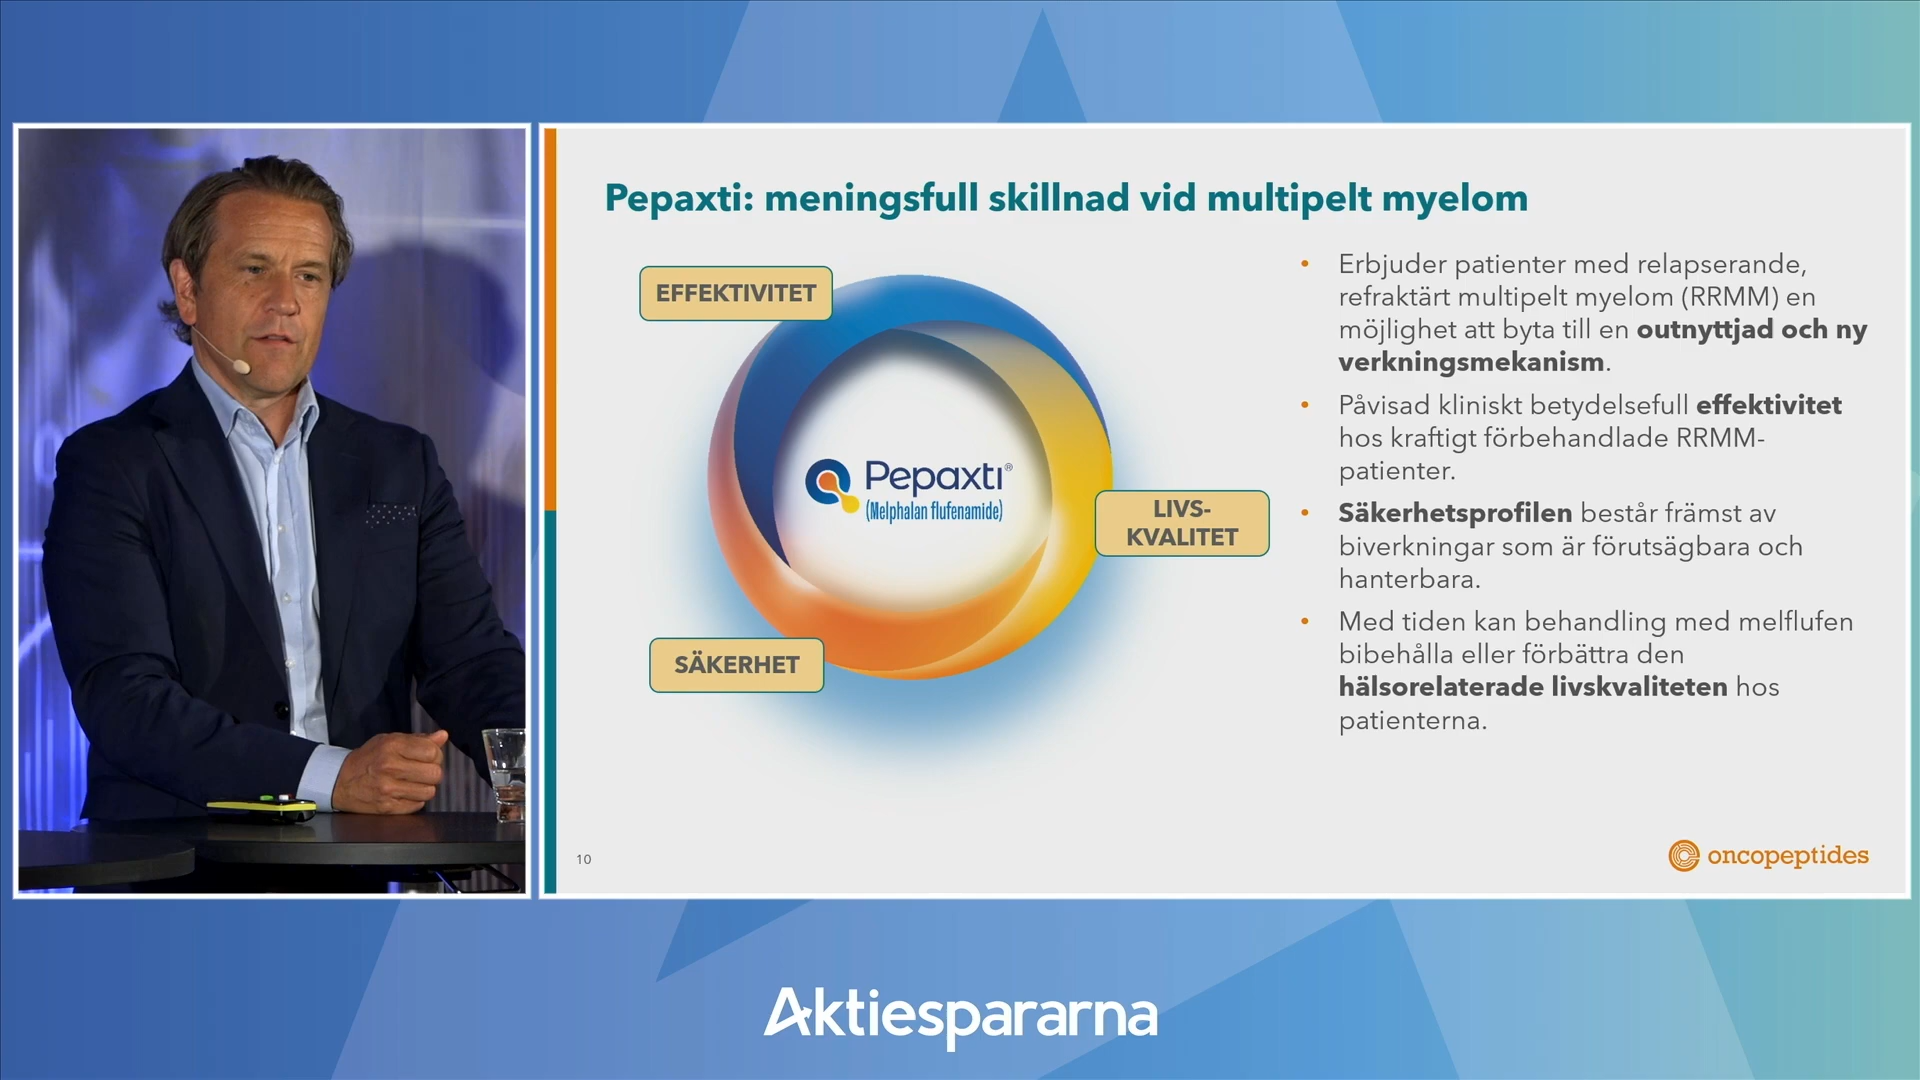 Pepaxti: meningsfull skillnad vid multipelt myelom
EFFEKTIVITET
Pepaxti®
(Melphalan flufenamide)
LIVS-
KVALITET
SÄKERHET
• Erbjuder patienter med relapserande,
refraktärt multipelt myelom (RRMM) en
möjlighet att byta till en outnyttjad och ny
verkningsmekanism.
• Påvisad kliniskt betydelsefull effektivitet
hos kraftigt förbehandlade RRMM-
patienter.
• Säkerhetsprofilen består främst av
biverkningar som är förutsägbara och
hanterbara.
• Med tiden kan behandling med melflufen
bibehålla eller förbättra den
hälsorelaterade livskvaliteten hos
patienterna.
10
oncopeptides
Aktiespararna